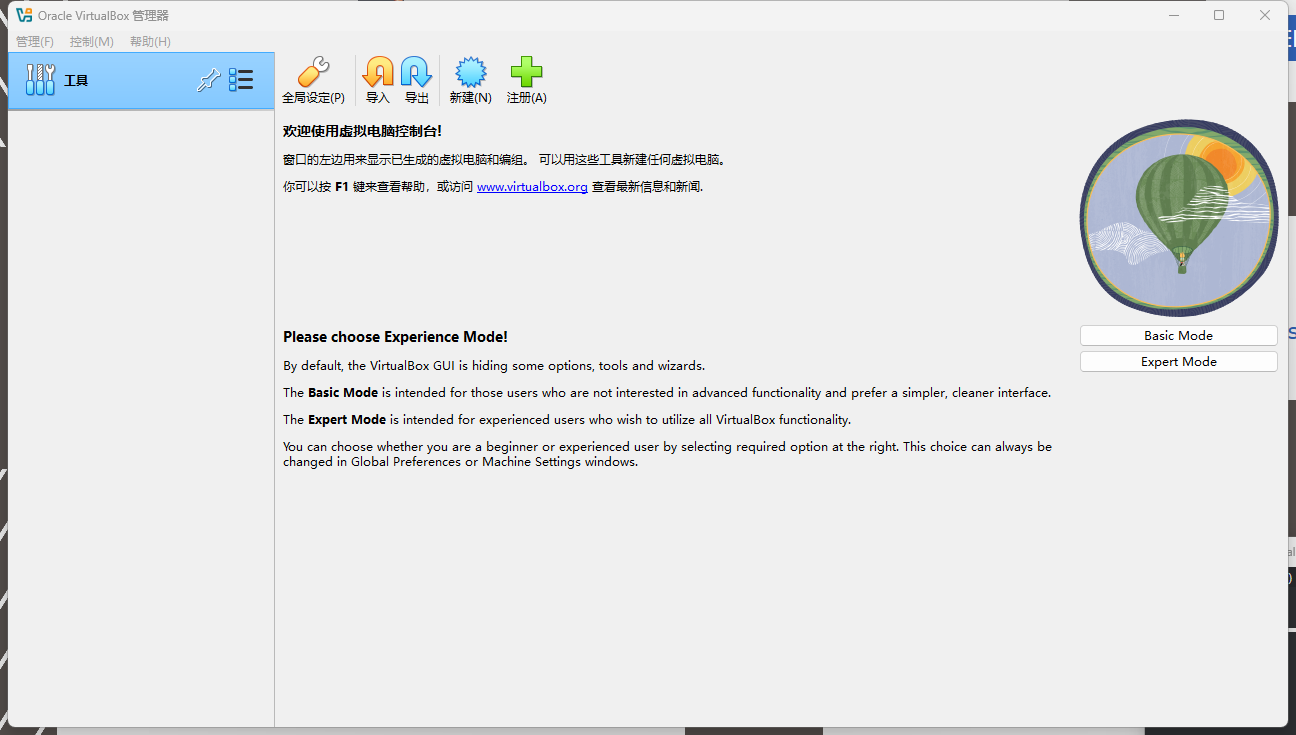 Oracle VirtualBox 管理器
管理(F) 控制(M) 帮助(H)
工具
全局设定(P) 导入 导出 新建(N) 注册(A)
欢迎使用虚拟电脑控制台!
窗口的左边用来显示已生成的虚拟电脑和编组。 可以用这些工具新建任何虚拟电脑。
你可以按 F1 键来查看帮助，或访问 www.virtualbox.org 查看最新信息和新闻.
Please choose Experience Mode!
By default, the VirtualBox GUI is hiding some options, tools and wizards.
The Basic Mode is intended for those users who are not interested in advanced functionality and prefer a simpler, cleaner interface.
The Expert Mode is intended for experienced users who wish to utilize all VirtualBox functionality.
You can choose whether you are a beginner or experienced user by selecting required option at the right. This choice can always be
changed in Global Preferences or Machine Settings windows.
Basic Mode
Expert Mode